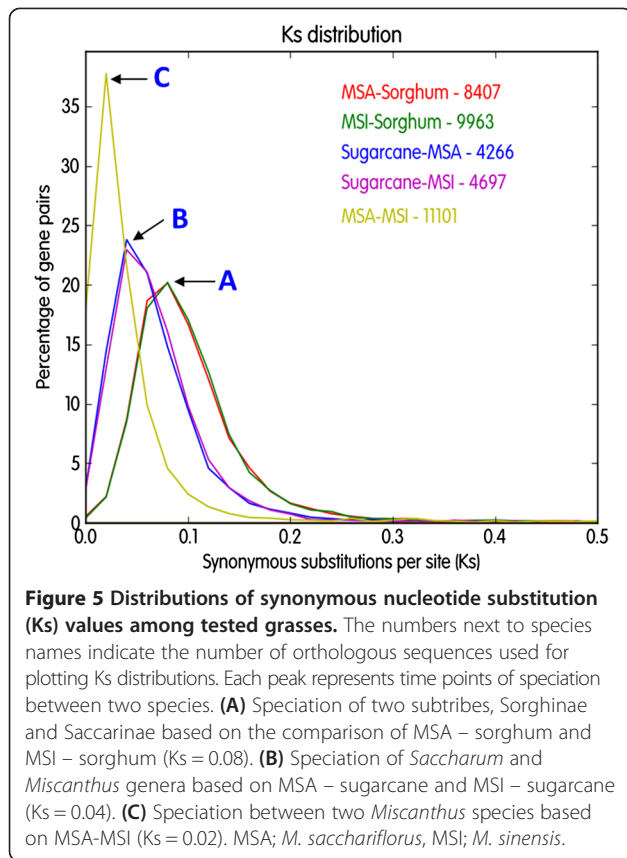 Ks distribution
C
B
A
MSA-Sorghum - 8407
MSI-Sorghum - 9963
Sugarcane-MSA - 4266
Sugarcane-MSI - 4697
MSA-MSI - 11101
Percentage of gene pairs
35
30
25
20
15
10
5
0
0.0 0.1 0.2 0.3 0.4 0.5
Synonymous substitutions per site (Ks)
Figure 5 Distributions of synonymous nucleotide substitution
(Ks) values among tested grasses. The numbers next to species
names indicate the number of orthologous sequences used for
plotting Ks distributions. Each peak represents time points of speciation
between two species. (A) Speciation of two subtribes, Sorghinae
and Saccarinae based on the comparison of MSA – sorghum and
MSI – sorghum (Ks = 0.08). (B) Speciation of Saccharum and
Miscanthus genera based on MSA – sugarcane and MSI – sugarcane
(Ks = 0.04). (C) Speciation between two Miscanthus species based
on MSA-MSI (Ks = 0.02). MSA; M. sacchariflorus, MSI; M. sinensis.